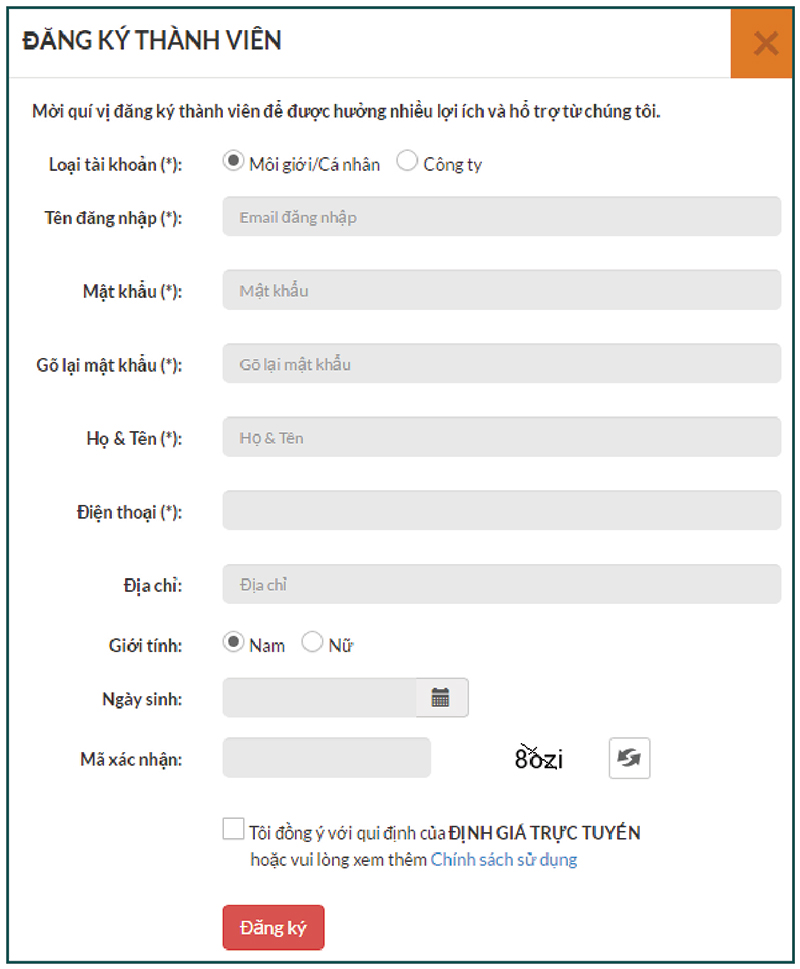 ĐĂNG KÝ THÀNH VIÊN
Mời quí vị đăng ký thành viên để được hưởng nhiều lợi ích và hổ trợ từ chúng tôi.
Loại tài khoản (*): Môi giới/Cá nhân Công ty
Tên đăng nhập (*): Email đăng nhập
Mật khẩu (*): Mật khẩu
Gõ lại mật khẩu (*): Gõ lại mật khẩu
Họ & Tên (*): Họ & Tên
Điện thoại (*):
Địa chỉ: Địa chỉ
Giới tính: Nam Nữ
Ngày sinh:
Mã xác nhận: 8ozi
Tôi đồng ý với qui định của ĐỊNH GIÁ TRỰC TUYẾN
hoặc vui lòng xem thêm Chính sách sử dụng
Đăng ký